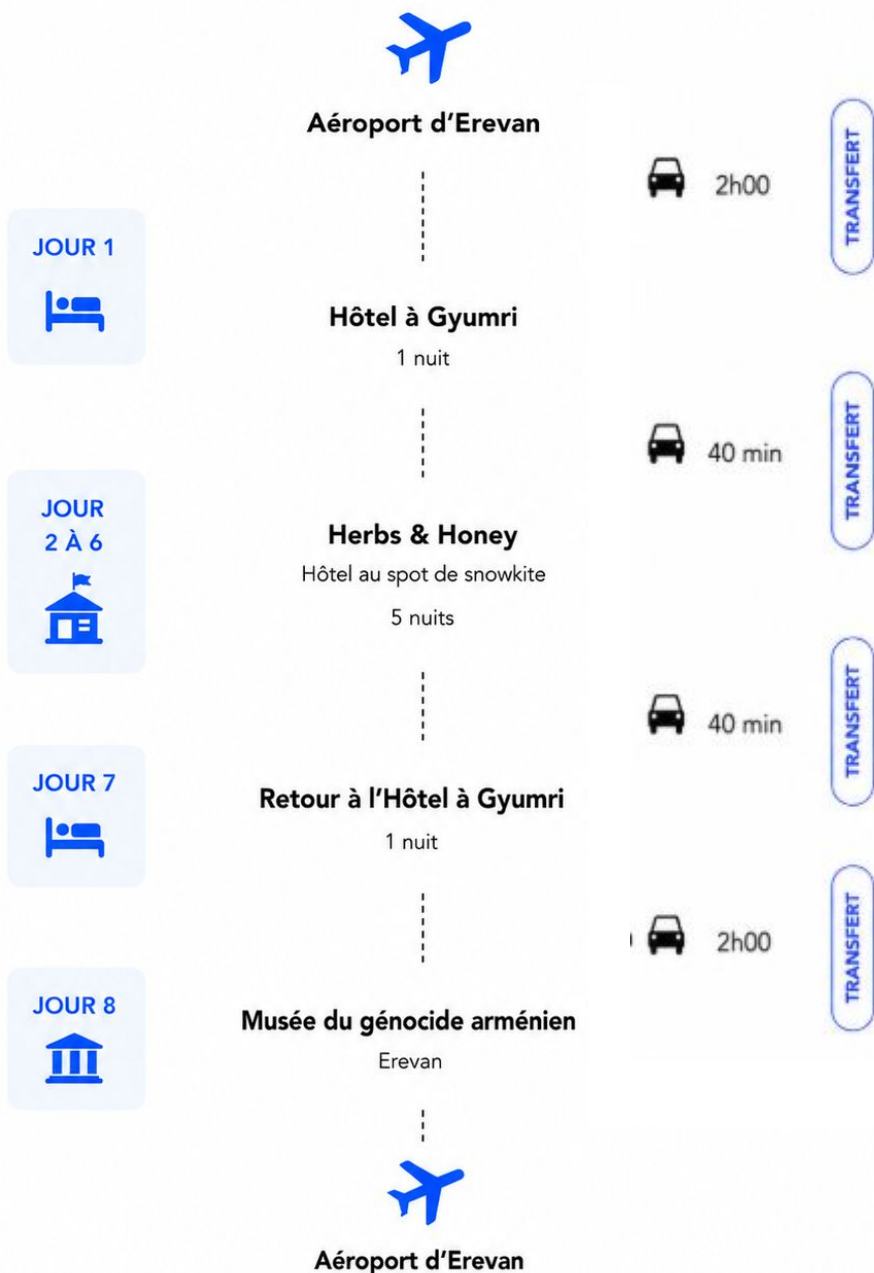 Aéroport d'Erevan
2h00
TRANSFERT
JOUR 1
Hôtel à Gyumri
1 nuit
40 min
TRANSFERT
JOUR
2 À 6
Herbs & Honey
Hôtel au spot de snowkite
5 nuits
40 min
TRANSFERT
JOUR 7
Retour à l'Hôtel à Gyumri
1 nuit
2h00
TRANSFERT
JOUR 8
Musée du génocide arménien
Erevan
Aéroport d'Erevan